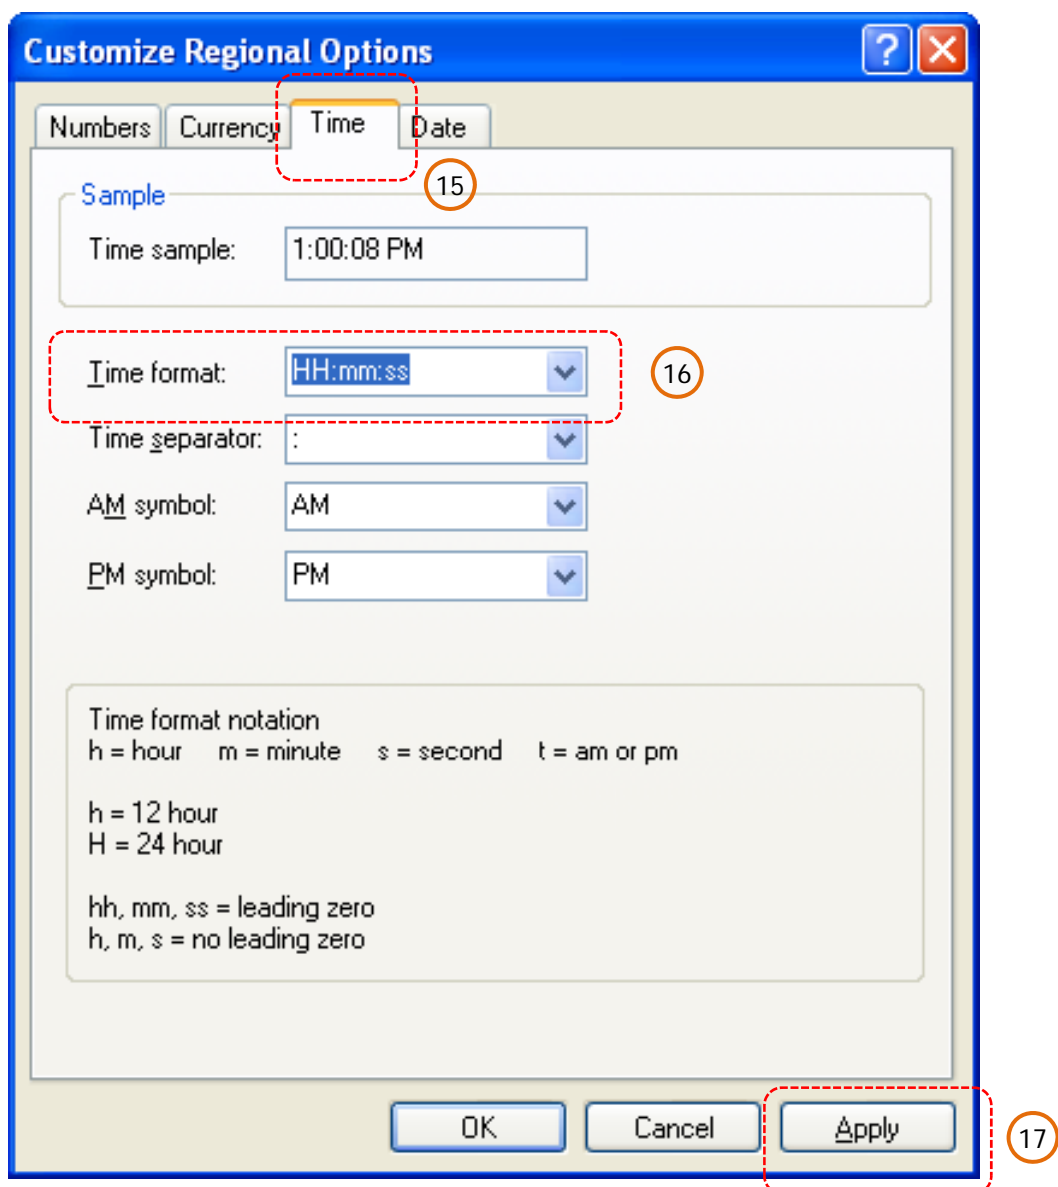 Customize Regional Options
Numbers Currency Time Date
15
Sample
Time sample: 1:00:08 PM
Time format: HH:mm:ss
16
Time separator: :
AM symbol: AM
PM symbol: PM
Time format notation
h = hour m = minute s = second t = am or pm
h = 12 hour
H = 24 hour
hh, mm, ss = leading zero
h, m, s = no leading zero
OK Cancel Apply
17